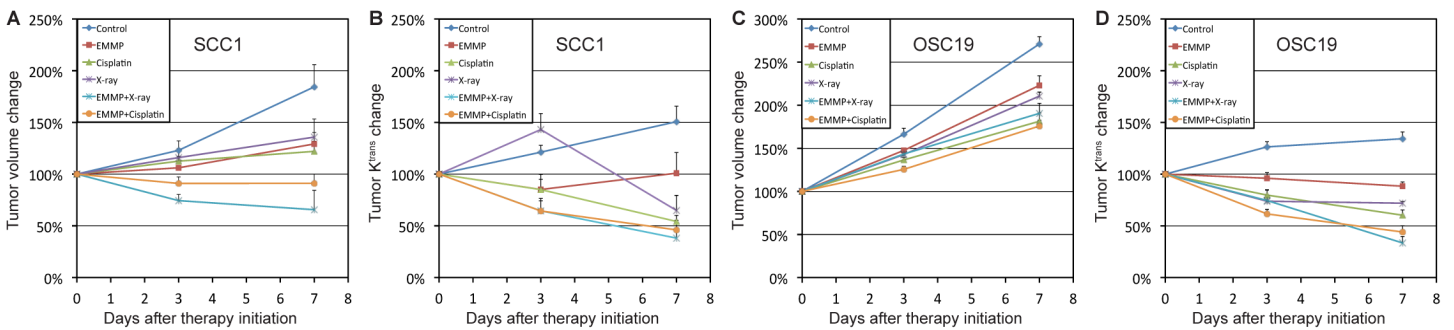 A
SCC1
Tumor volume change
250%
200%
150%
100%
50%
0%
Control
EMMP
Cisplatin
X-ray
EMMP+X-ray
EMMP+Cisplatin
0 1 2 3 4 5 6 7 8
Days after therapy initiation
B
SCC1
Tumor Ktrans change
250%
200%
150%
100%
50%
0%
Control
EMMP
Cisplatin
X-ray
EMMP+X-ray
EMMP+Cisplatin
0 1 2 3 4 5 6 7 8
Days after therapy initiation
C
OSC19
Tumor volume change
300%
250%
200%
150%
100%
50%
0%
Control
EMMP
Cisplatin
X-ray
EMMP+X-ray
EMMP+Cisplatin
0 1 2 3 4 5 6 7 8
Days after therapy initiation
D
OSC19
Tumor Ktrans change
250%
200%
150%
100%
50%
0%
Control
EMMP
Cisplatin
X-ray
EMMP+X-ray
EMMP+Cisplatin
0 1 2 3 4 5 6 7 8
Days after therapy initiation